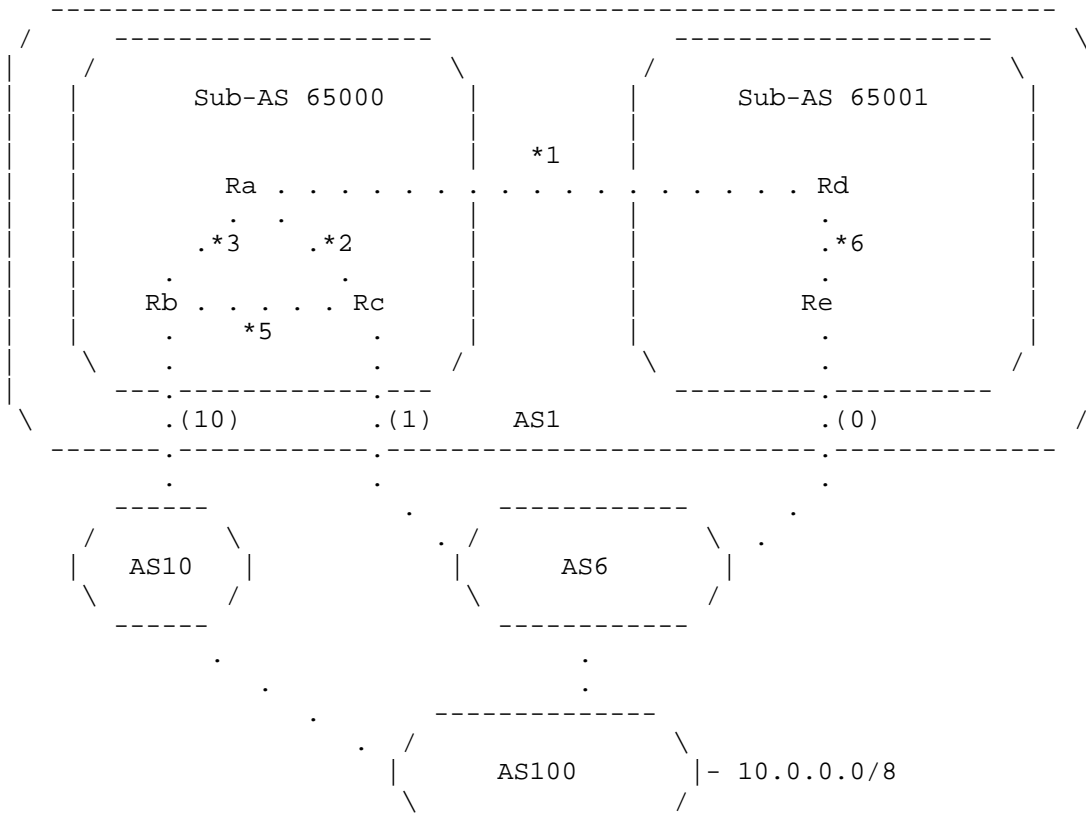 Sub-AS 65000 Sub-AS 65001
*1
Ra Rd
*3 *2 *6
Rb Rc Re
*5
(10) (1) AS1 (0)
AS10 AS6
AS100 10.0.0.0/8